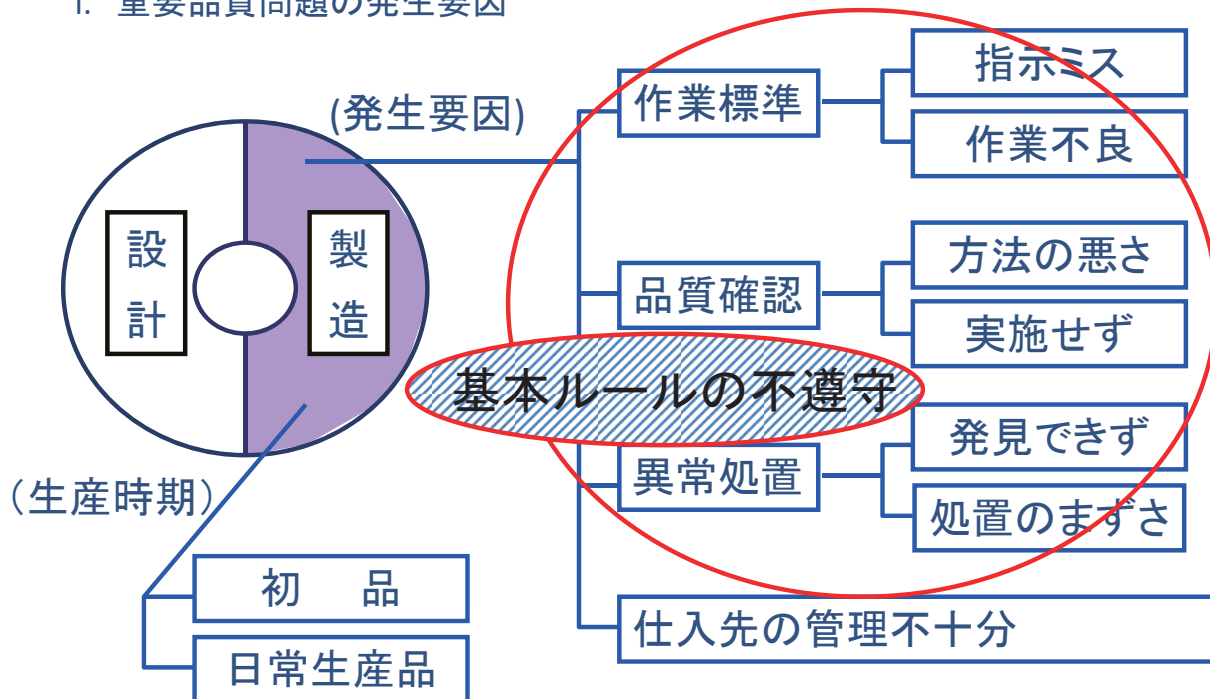 1. 重要品質問題の発生要因
(発生要因)
作業標準
指示ミス
作業不良
設計
製造
品質確認
方法の悪さ
実施せず
基本ルールの不遵守
異常処置
発見できず
処置のまずさ
（生産時期）
初　品
日常生産品
仕入先の管理不十分